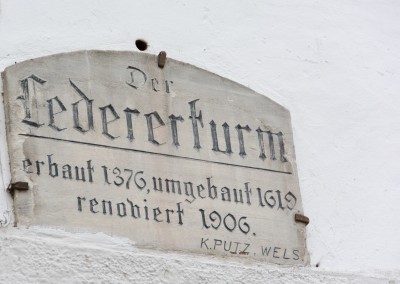 Der
Ledererturm
erbaut 1376, umgebaut 1619
renoviert 1906.
K. PUTZ. WELS.